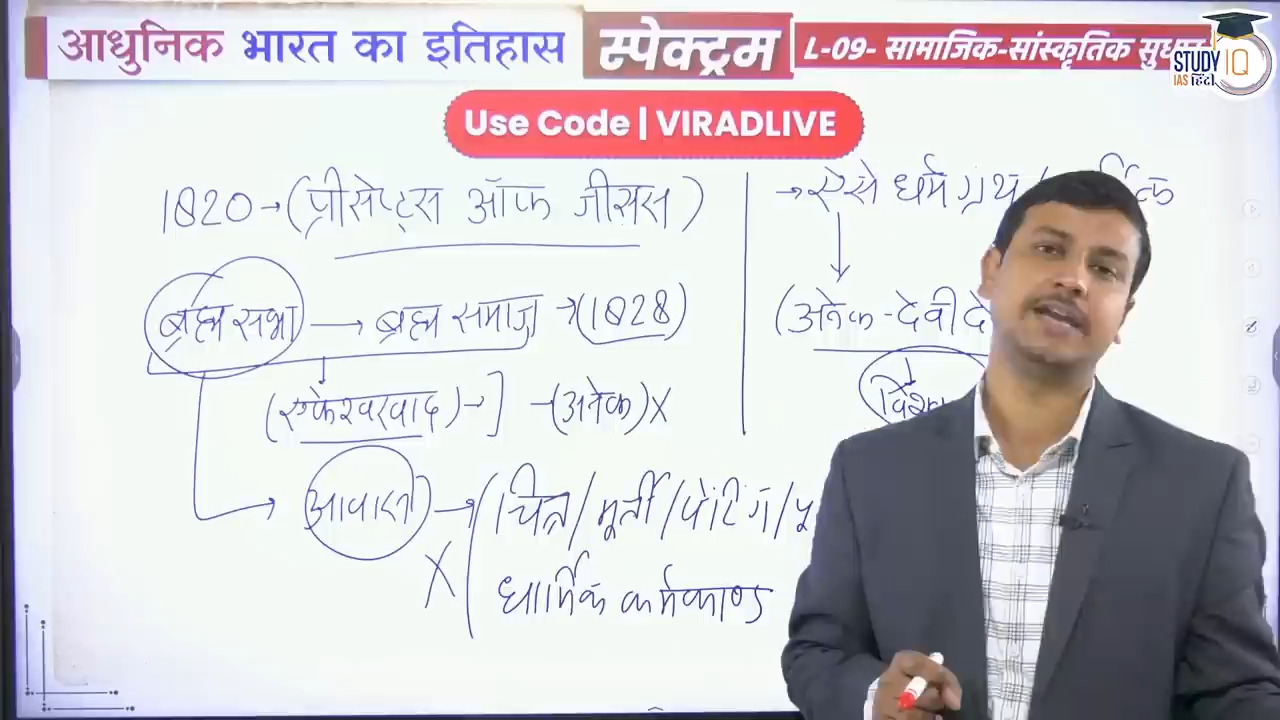 आधुनिक भारत का इतिहास स्पेक्ट्रम L-09- सामाजिक-सांस्कृतिक
STUDY IQ
IAS हिंदी
Use Code | VIRADLIVE
1820→(प्रीसेप्ट्स ऑफ जीसस)
ब्रह्म सभा → ब्रह्म समाज →(1828)
(एकेश्वरवाद)→] -(अनेक)X
आवास → (चित्र/मूर्ती/पेंटिंग/
X धार्मिक कर्मकाण्ड
→ ऐसे धर्म ग्रंथ/
(अनेक-देवी